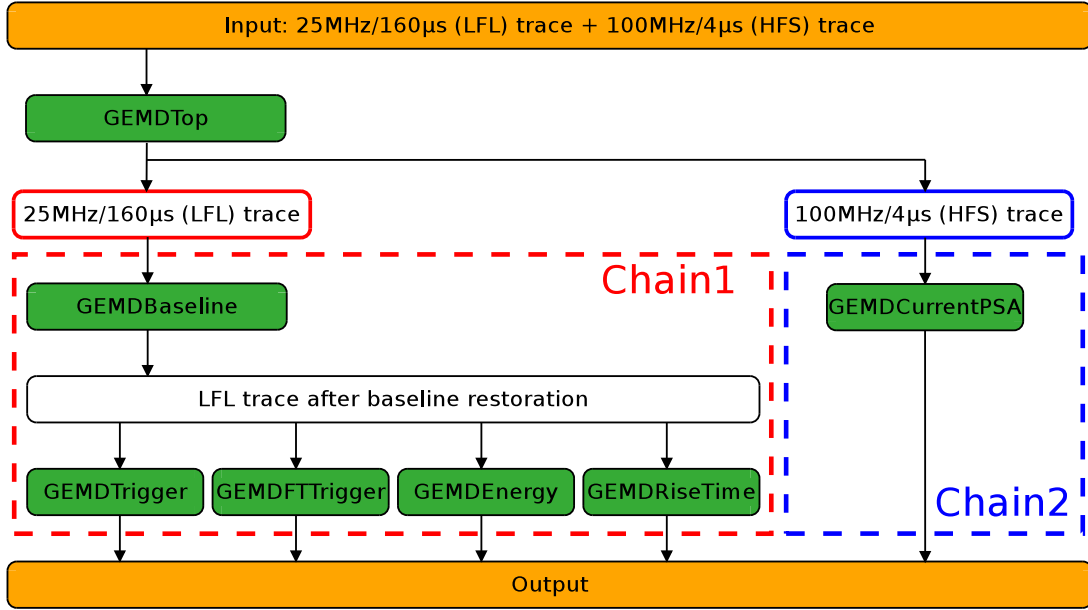 Input: 25MHz/160μs (LFL) trace + 100MHz/4μs (HFS) trace
GEMDTop
25MHz/160μs (LFL) trace
100MHz/4μs (HFS) trace
Chain1
GEMDBaseline
GEMDCurrentPSA
LFL trace after baseline restoration
GEMDTrigger
GEMDFTTrigger
GEMDEnergy
GEMDRiseTime
Chain2
Output